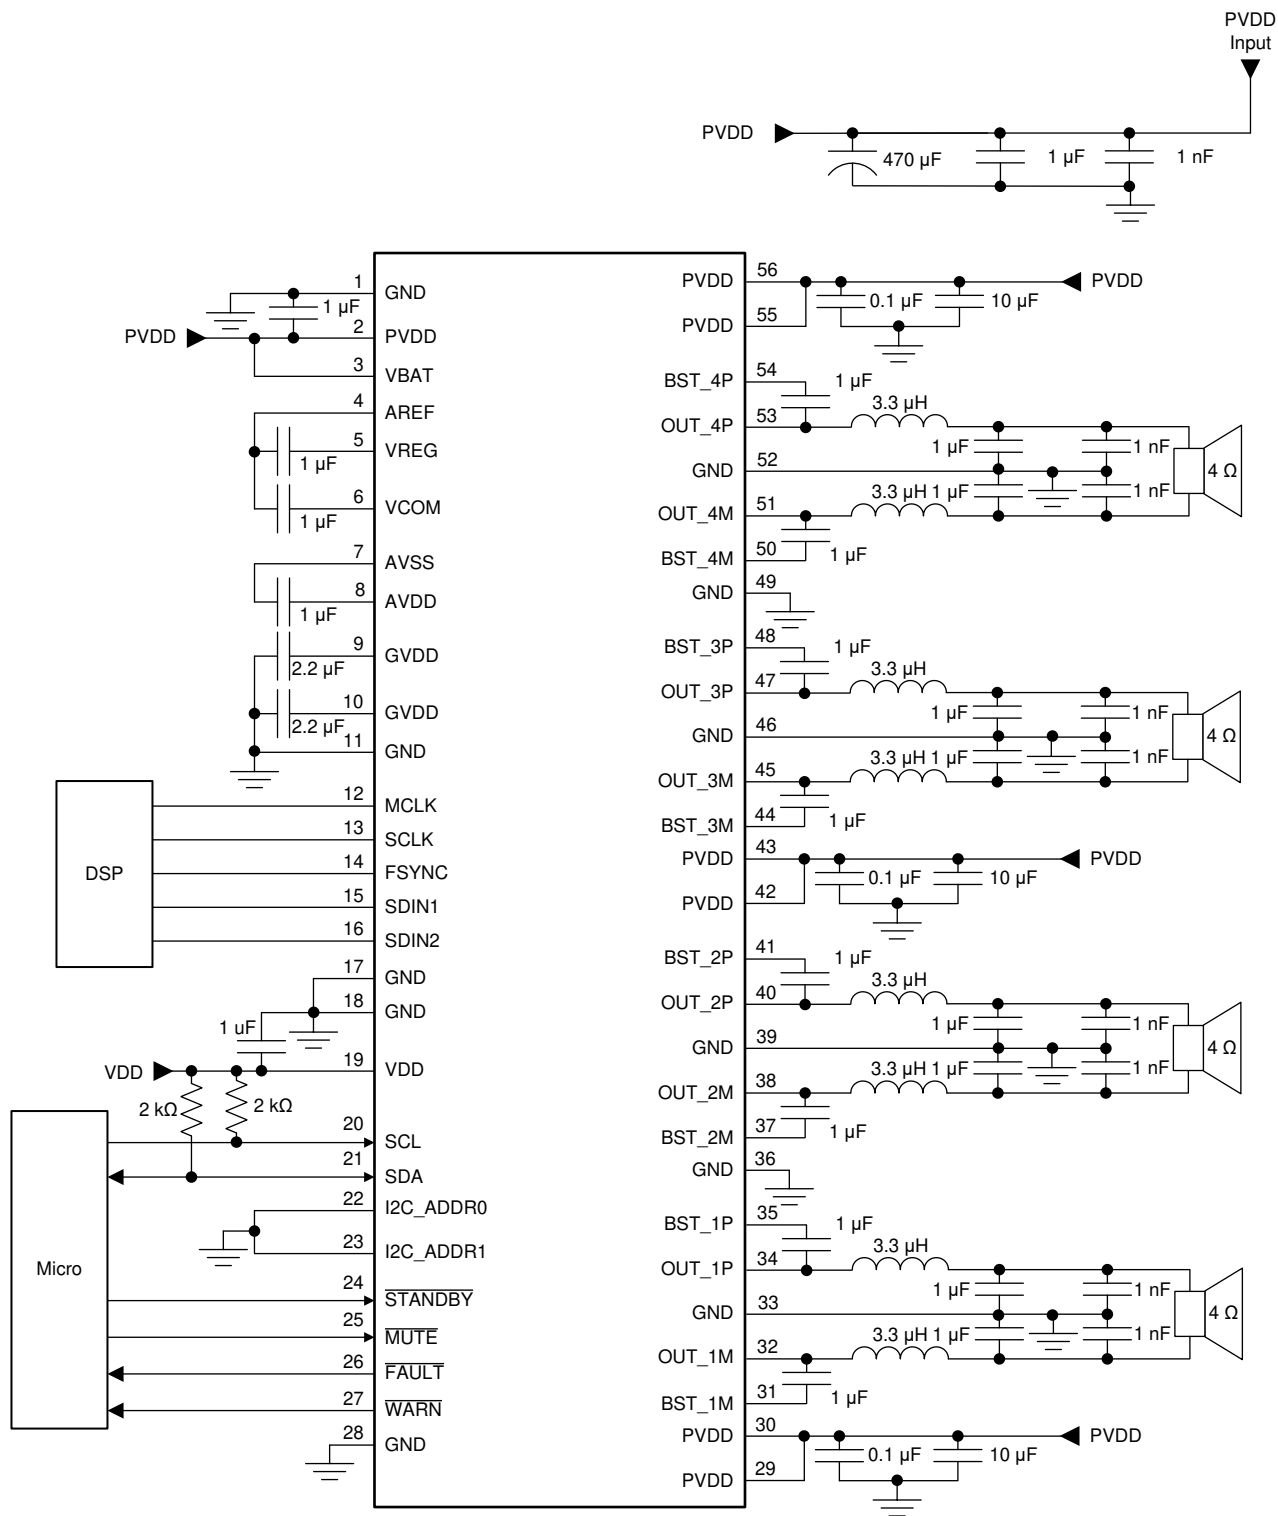 PVDD
Input
PVDD
470 µF
1 µF
1 nF
1
GND
1 µF
PVDD
2
PVDD
3
VBAT
4
AREF
5
VREG
1 µF
6
VCOM
1 µF
7
AVSS
8
AVDD
1 µF
9
GVDD
2.2 µF
10
GVDD
2.2 µF
11
GND
DSP
12
MCLK
13
SCLK
14
FSYNC
15
SDIN1
16
SDIN2
17
GND
18
GND
1 uF
VDD
19
VDD
2 kΩ
2 kΩ
Micro
20
SCL
21
SDA
22
I2C_ADDR0
23
I2C_ADDR1
24
STANDBY
25
MUTE
26
FAULT
27
WARN
28
GND
PVDD
56
PVDD
0.1 µF
10 µF
PVDD
55
BST_4P
54
1 µF
3.3 µH
OUT_4P
53
1 µF
1 nF
GND
52
4 Ω
3.3 µH
1 µF
1 nF
OUT_4M
51
BST_4M
50
1 µF
GND
49
BST_3P
48
1 µF
3.3 µH
OUT_3P
47
1 µF
1 nF
GND
46
4 Ω
3.3 µH
1 µF
1 nF
OUT_3M
45
BST_3M
44
1 µF
PVDD
43
PVDD
0.1 µF
10 µF
PVDD
42
BST_2P
41
1 µF
3.3 µH
OUT_2P
40
1 µF
1 nF
GND
39
4 Ω
3.3 µH
1 µF
1 nF
OUT_2M
38
BST_2M
37
1 µF
GND
36
BST_1P
35
1 µF
3.3 µH
OUT_1P
34
1 µF
1 nF
GND
33
4 Ω
3.3 µH
1 µF
1 nF
OUT_1M
32
BST_1M
31
1 µF
PVDD
30
PVDD
0.1 µF
10 µF
PVDD
29